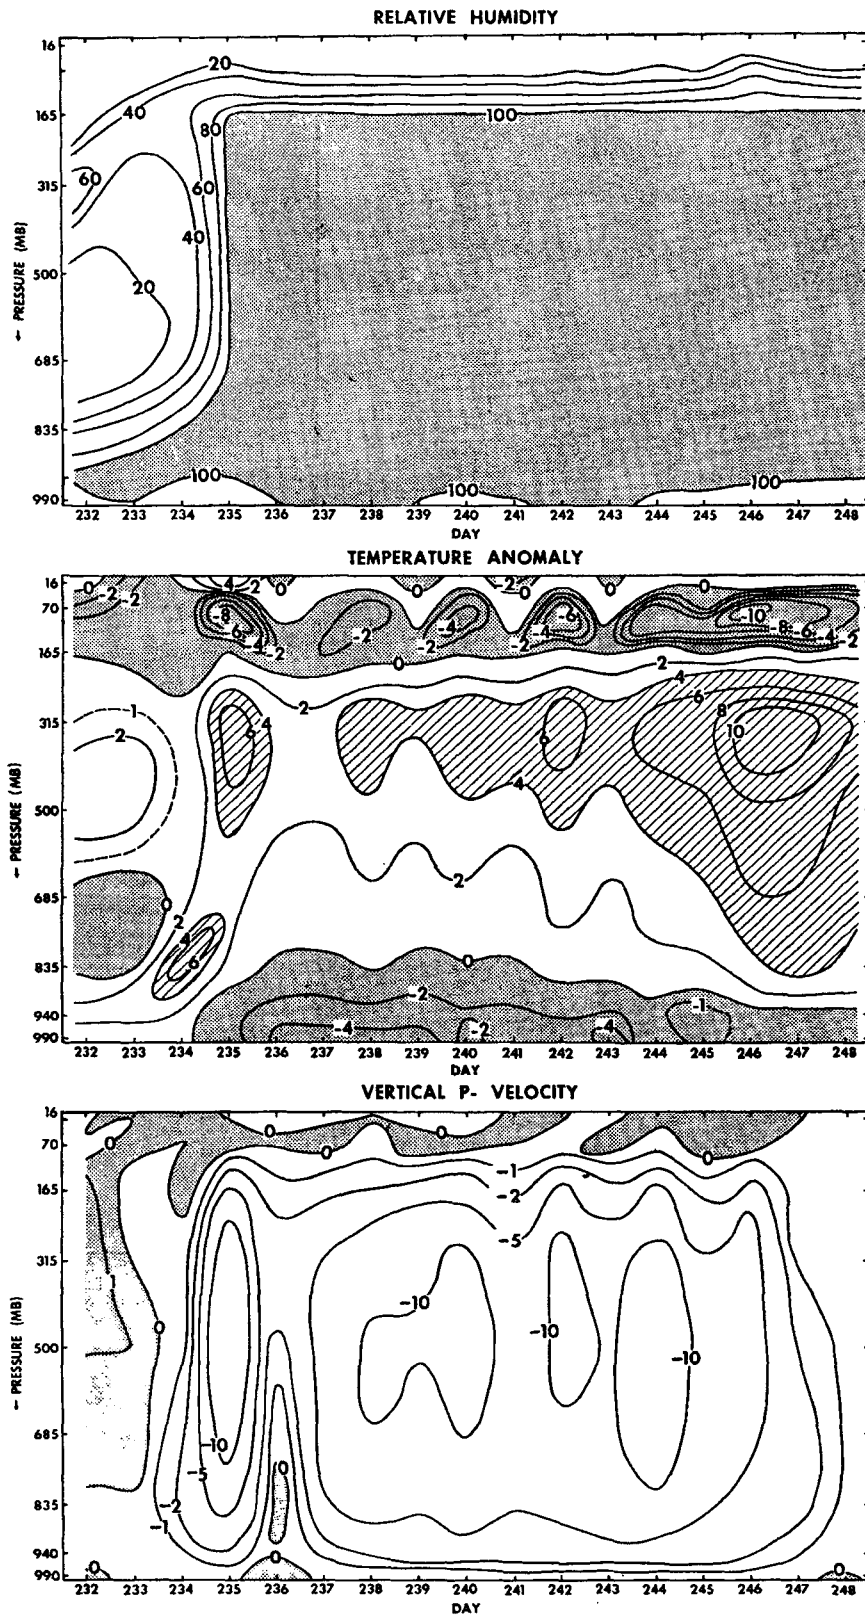 RELATIVE HUMIDITY
16
165
315
500
685
835
990
← PRESSURE (MB)
20
40
60
80
60
40
20
100
100
100
100
232 233 234 235 236 237 238 239 240 241 242 243 244 245 246 247 248
DAY
TEMPERATURE ANOMALY
16
70
165
315
500
685
835
940
990
← PRESSURE (MB)
0 -2 -2 -4 -2 0 0 -2 0 0 0
-8 -6 -4 -2 -2 -4 -2 -6 -4 -2 -10 -8 -6 -4 -2
0 2 4
1 2 6 8
2 6 4 6 10
4
0 2 2
4
6 0
-2 -1
-4 -2 -4
232 233 234 235 236 237 238 239 240 241 242 243 244 245 246 247 248
DAY
VERTICAL P- VELOCITY
16
70
165
315
500
685
835
940
990
← PRESSURE (MB)
0 0 0
0 0 0
-1
-2
-5
1 -10
0 -10 -10
-10
-5 0
-2
-1
0 0 0
232 233 234 235 236 237 238 239 240 241 242 243 244 245 246 247 248
DAY